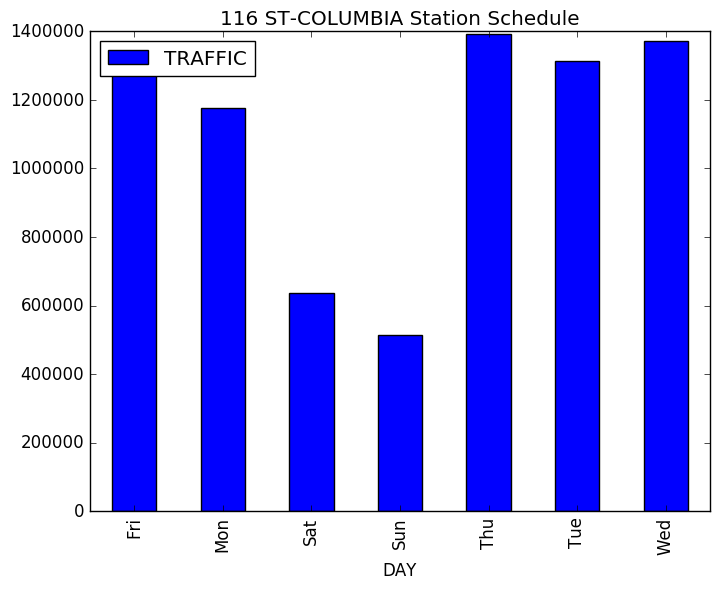 116 ST-COLUMBIA Station Schedule
TRAFFIC
1400000
1200000
1000000
800000
600000
400000
200000
0
Fri
Mon
Sat
Sun
Thu
Tue
Wed
DAY